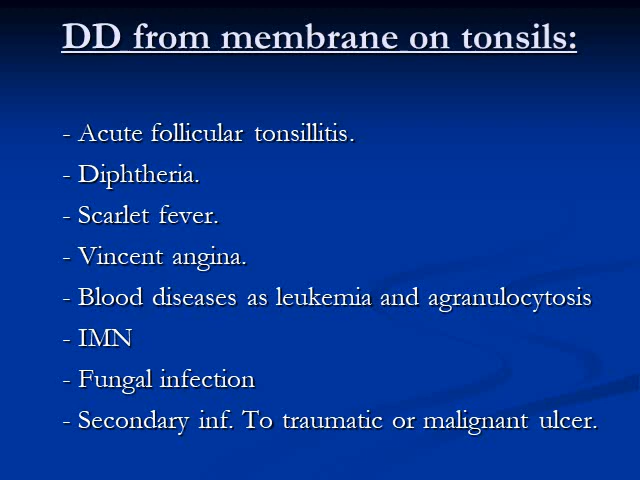 DD from membrane on tonsils:
- Acute follicular tonsillitis.
- Diphtheria.
- Scarlet fever.
- Vincent angina.
- Blood diseases as leukemia and agranulocytosis
- IMN
- Fungal infection
- Secondary inf. To traumatic or malignant ulcer.